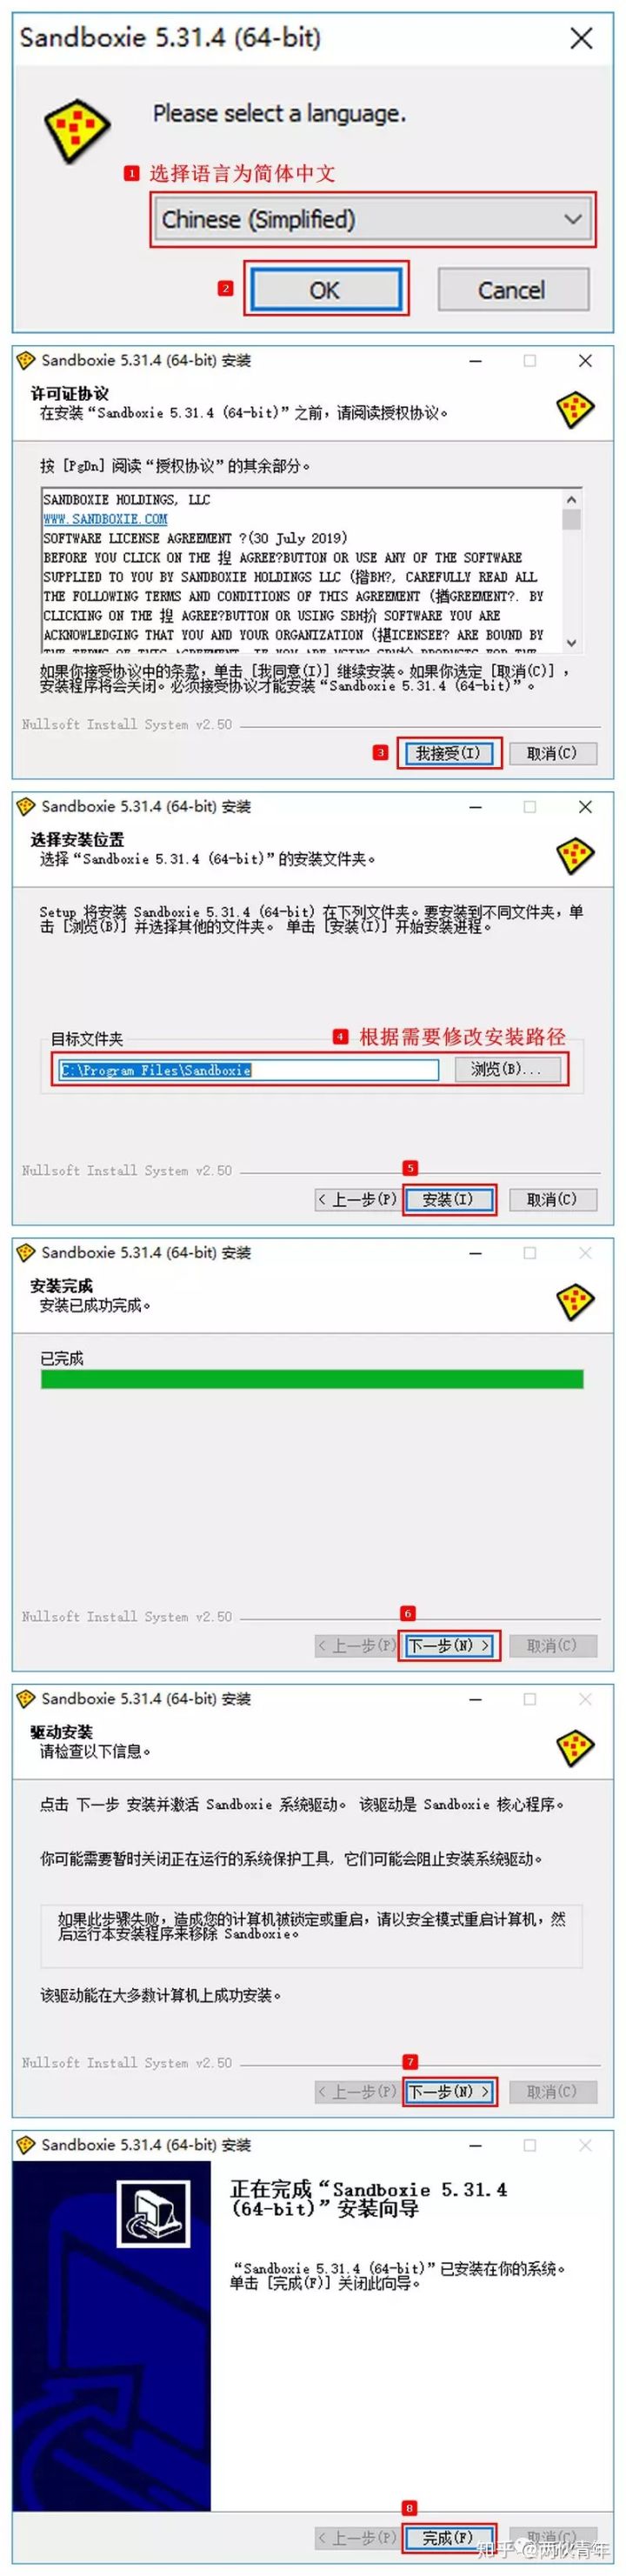 Sandboxie 5.31.4 (64-bit)
Please select a language.
1 选择语言为简体中文
Chinese (Simplified)
2 OK Cancel
Sandboxie 5.31.4 (64-bit) 安装
许可证协议
在安装“Sandboxie 5.31.4 (64-bit)”之前，请阅读授权协议。
按 [PgDn] 阅读“授权协议”的其余部分。
SANDBOXIE HOLDINGS, LLC
WWW.SANDBOXIE.COM
SOFTWARE LICENSE AGREEMENT ?(30 July 2019)
BEFORE YOU CLICK ON THE 揑 AGREE?BUTTON OR USE ANY OF THE SOFTWARE
SUPPLIED TO YOU BY SANDBOXIE HOLDINGS LLC (揝BH?, CAREFULLY READ ALL
THE FOLLOWING TERMS AND CONDITIONS OF THIS AGREEMENT (揂GREEMENT?. BY
CLICKING ON THE 揑 AGREE?BUTTON OR USING SBH抯 SOFTWARE YOU ARE
ACKNOWLEDGING THAT YOU AND YOUR ORGANIZATION (揕ICENSEE? ARE BOUND BY
THE TERMS OF THIS AGREEMENT. IF YOU ARE USING SBH抯 PRODUCTS FOR THE
如果你接受协议中的条款，单击 [我同意(I)] 继续安装。如果你选定 [取消(C)] ，
安装程序将会关闭。必须接受协议才能安装“Sandboxie 5.31.4 (64-bit)”。
Nullsoft Install System v2.50
3 我接受(I) 取消(C)
Sandboxie 5.31.4 (64-bit) 安装
选择安装位置
选择“Sandboxie 5.31.4 (64-bit)”的安装文件夹。
Setup 将安装 Sandboxie 5.31.4 (64-bit) 在下列文件夹。要安装到不同文件夹，单
击 [浏览(B)] 并选择其他的文件夹。 单击 [安装(I)] 开始安装进程。
目标文件夹 4 根据需要修改安装路径
C:\Program Files\Sandboxie 浏览(B)...
Nullsoft Install System v2.50 5
< 上一步(P) 安装(I) 取消(C)
Sandboxie 5.31.4 (64-bit) 安装
安装完成
安装已成功完成。
已完成
Nullsoft Install System v2.50 6
< 上一步(P) 下一步(N) > 取消(C)
Sandboxie 5.31.4 (64-bit) 安装
驱动安装
请检查以下信息。
点击 下一步 安装并激活 Sandboxie 系统驱动。 该驱动是 Sandboxie 核心程序。
你可能需要暂时关闭正在运行的系统保护工具，它们可能会阻止安装系统驱动。
如果此步骤失败，造成您的计算机被锁定或重启，请以安全模式重启计算机，然
后运行本安装程序来移除 Sandboxie。
该驱动能在大多数计算机上成功安装。
Nullsoft Install System v2.50 7
< 上一步(P) 下一步(N) > 取消(C)
Sandboxie 5.31.4 (64-bit) 安装
正在完成“Sandboxie 5.31.4
(64-bit)”安装向导
“Sandboxie 5.31.4 (64-bit)”已安装在你的系统。
单击 [完成(F)] 关闭此向导。
8
< 上一步(P) 完成(F) 取消(C)
知乎 @两伙青年